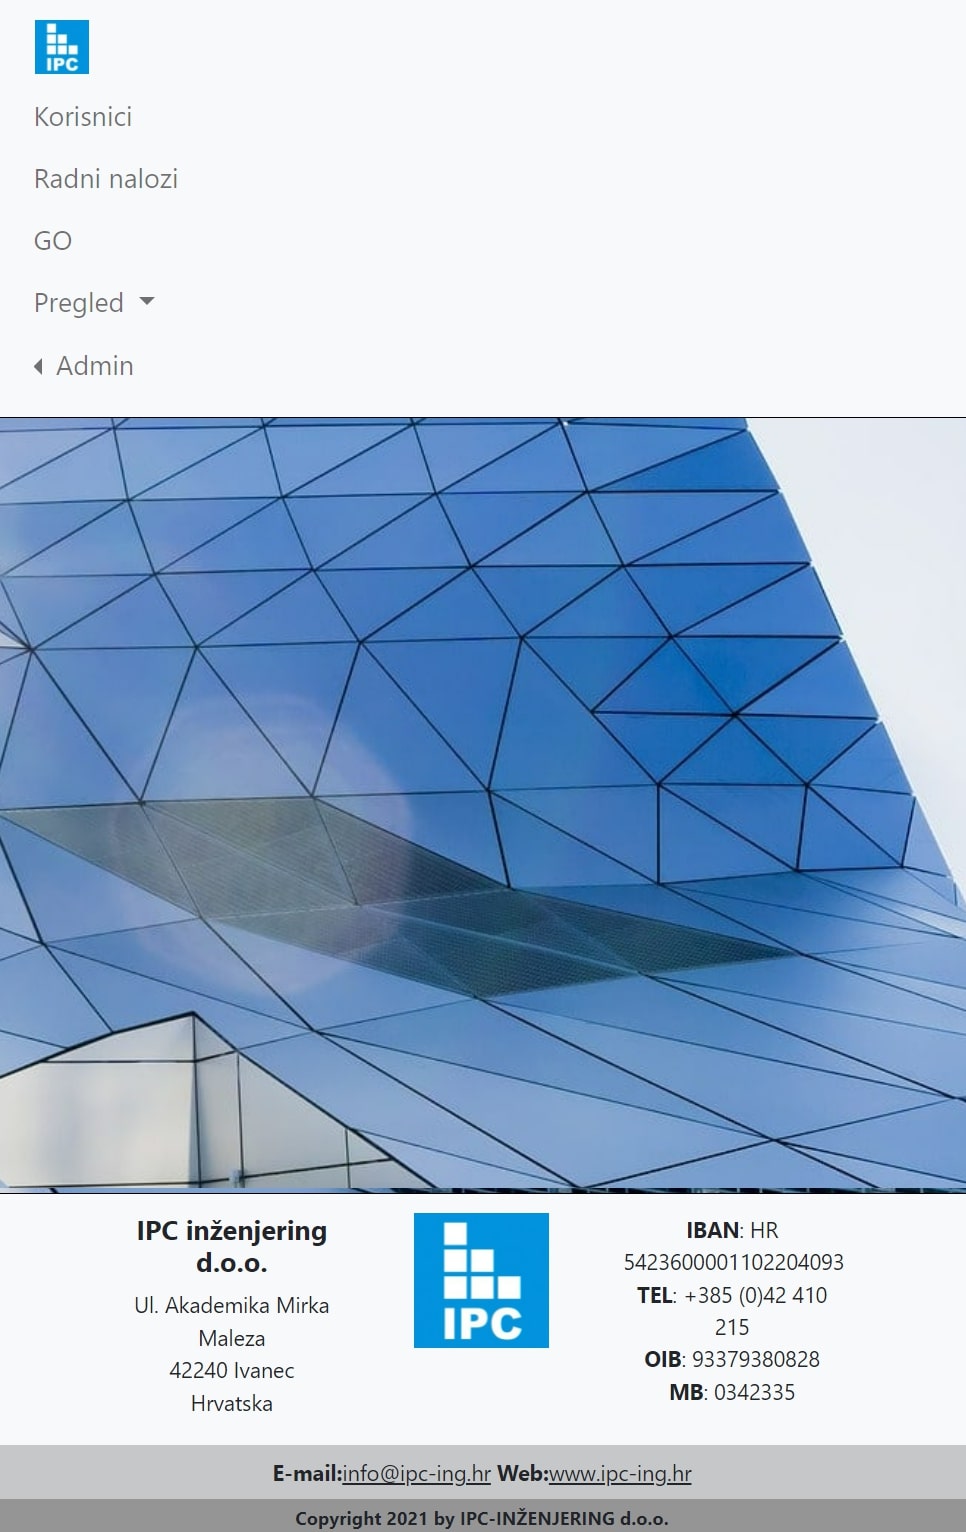 IPC
Korisnici
Radni nalozi
GO
Pregled
Admin
IPC inženjering
d.o.o.
Ul. Akademika Mirka
Maleza
42240 Ivanec
Hrvatska
IPC
IBAN: HR
5423600001102204093
TEL: +385 (0)42 410
215
OIB: 93379380828
MB: 0342335
E-mail:info@ipc-ing.hr Web:www.ipc-ing.hr
Copyright 2021 by IPC-INŽENJERING d.o.o.